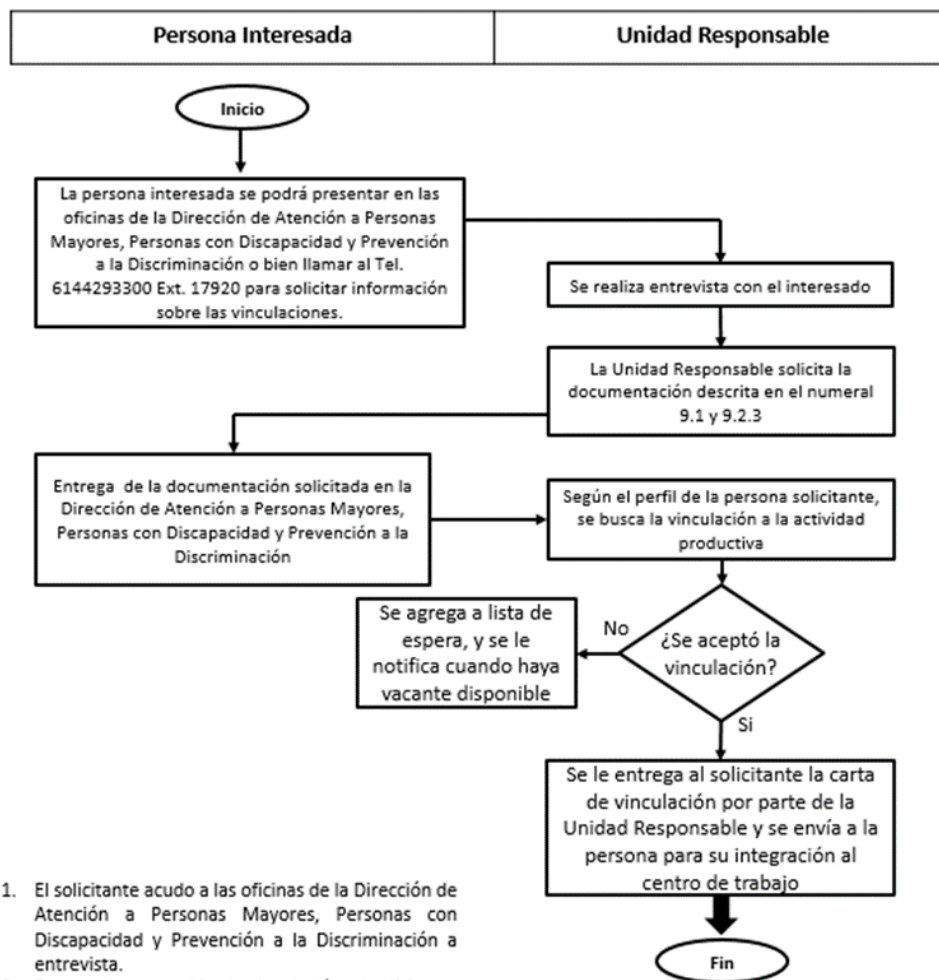 Persona Interesada
Unidad Responsable
Inicio
La persona interesada se podrá presentar en las
oficinas de la Dirección de Atención a Personas
Mayores, Personas con Discapacidad y Prevención
a la Discriminación o bien llamar al Tel.
6144293300 Ext. 17920 para solicitar información
sobre las vinculaciones.
Se realiza entrevista con el interesado
La Unidad Responsable solicita la
documentación descrita en el numeral
9.1 y 9.2.3
Entrega de la documentación solicitada en la
Dirección de Atención a Personas Mayores,
Personas con Discapacidad y Prevención a la
Discriminación
Según el perfil de la persona solicitante,
se busca la vinculación a la actividad
productiva
¿Se aceptó la
vinculación?
No
Se agrega a lista de
espera, y se le
notifica cuando haya
vacante disponible
Si
Se le entrega al solicitante la carta
de vinculación por parte de la
Unidad Responsable y se envía a la
persona para su integración al
centro de trabajo
Fin
1. El solicitante acudo a las oficinas de la Dirección de
Atención a Personas Mayores, Personas con
Discapacidad y Prevención a la Discriminación a
entrevista.